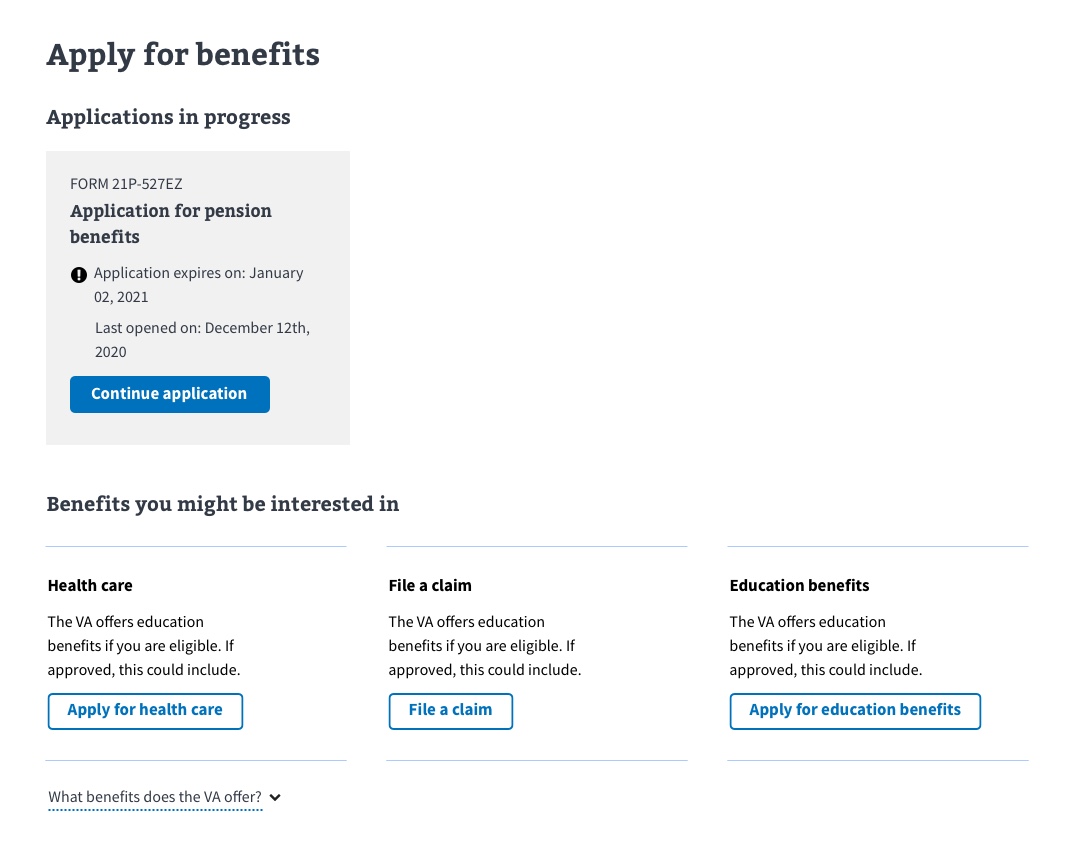 Apply for benefits
Applications in progress
FORM 21P-527EZ
Application for pension
benefits
Application expires on: January
02, 2021
Last opened on: December 12th,
2020
Continue application
Benefits you might be interested in
Health care
The VA offers education
benefits if you are eligible. If
approved, this could include.
Apply for health care
File a claim
The VA offers education
benefits if you are eligible. If
approved, this could include.
File a claim
Education benefits
The VA offers education
benefits if you are eligible. If
approved, this could include.
Apply for education benefits
What benefits does the VA offer?